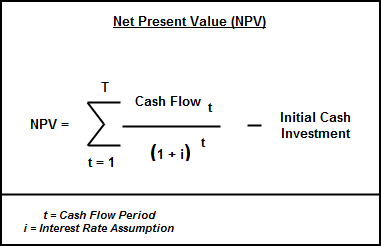 Net Present Value (NPV)
T
NPV = ∑ Cash Flow t / (1 + i) t — Initial Cash Investment
t = 1
t = Cash Flow Period
i = Interest Rate Assumption